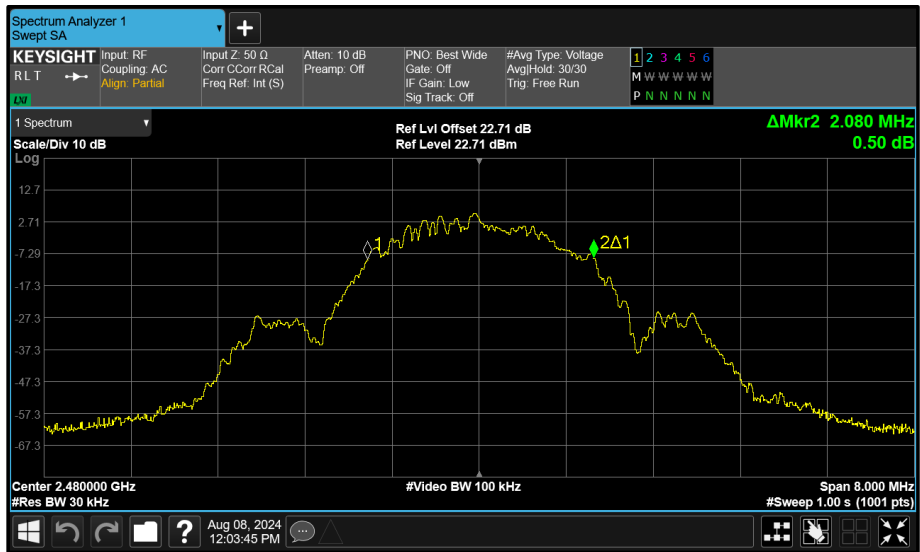 Spectrum Analyzer 1
Swept SA
KEYSIGHT
R L T
LXI
Input: RF
Coupling: AC
Align: Partial
Input Z: 50 Ω
Corr CCorr RCal
Freq Ref: Int (S)
Atten: 10 dB
Preamp: Off
PNO: Best Wide
Gate: Off
IF Gain: Low
Sig Track: Off
#Avg Type: Voltage
Avg|Hold: 30/30
Trig: Free Run
1 2 3 4 5 6
M W W W W W
P N N N N N
1 Spectrum
Scale/Div 10 dB
Ref Lvl Offset 22.71 dB
Ref Level 22.71 dBm
ΔMkr2 2.080 MHz
0.50 dB
Log
12.7
2.71
-7.29
-17.3
-27.3
-37.3
-47.3
-57.3
-67.3
1
2Δ1
Center 2.480000 GHz
#Video BW 100 kHz
Span 8.000 MHz
#Res BW 30 kHz
#Sweep 1.00 s (1001 pts)
?
Aug 08, 2024
12:03:45 PM